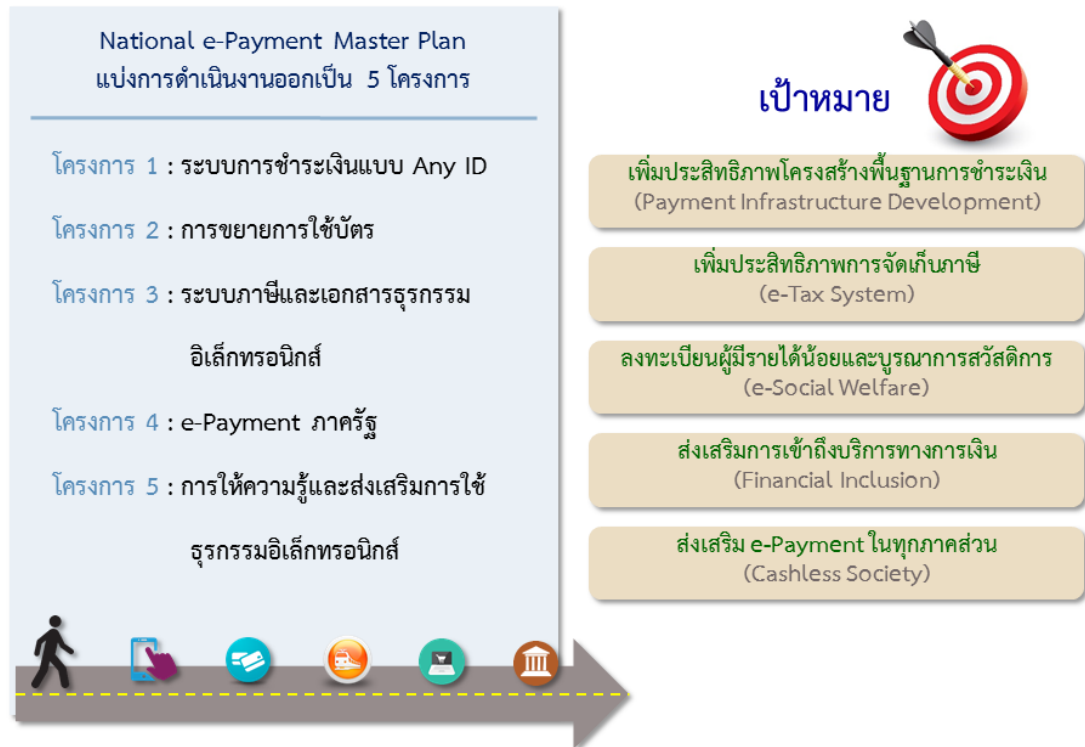 National e-Payment Master Plan
แบ่งการดำเนินงานออกเป็น 5 โครงการ
โครงการ 1 : ระบบการชำระเงินแบบ Any ID
โครงการ 2 : การขยายการใช้บัตร
โครงการ 3 : ระบบภาษีและเอกสารธุรกรรม
อิเล็กทรอนิกส์
โครงการ 4 : e-Payment ภาครัฐ
โครงการ 5 : การให้ความรู้และส่งเสริมการใช้
ธุรกรรมอิเล็กทรอนิกส์
เป้าหมาย
เพิ่มประสิทธิภาพโครงสร้างพื้นฐานการชำระเงิน
(Payment Infrastructure Development)
เพิ่มประสิทธิภาพการจัดเก็บภาษี
(e-Tax System)
ลงทะเบียนผู้มีรายได้น้อยและบูรณาการสวัสดิการ
(e-Social Welfare)
ส่งเสริมการเข้าถึงบริการทางการเงิน
(Financial Inclusion)
ส่งเสริม e-Payment ในทุกภาคส่วน
(Cashless Society)